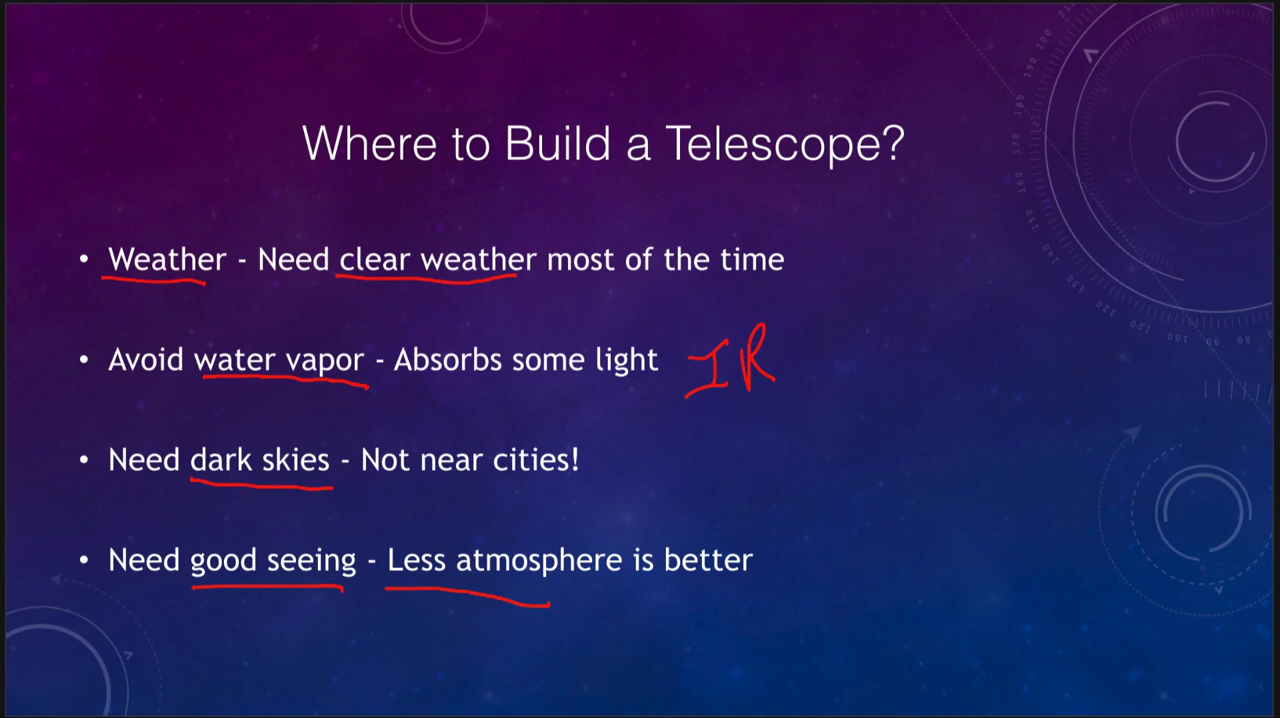 Where to Build a Telescope?
• Weather - Need clear weather most of the time
• Avoid water vapor - Absorbs some light IR
• Need dark skies - Not near cities!
• Need good seeing - Less atmosphere is better